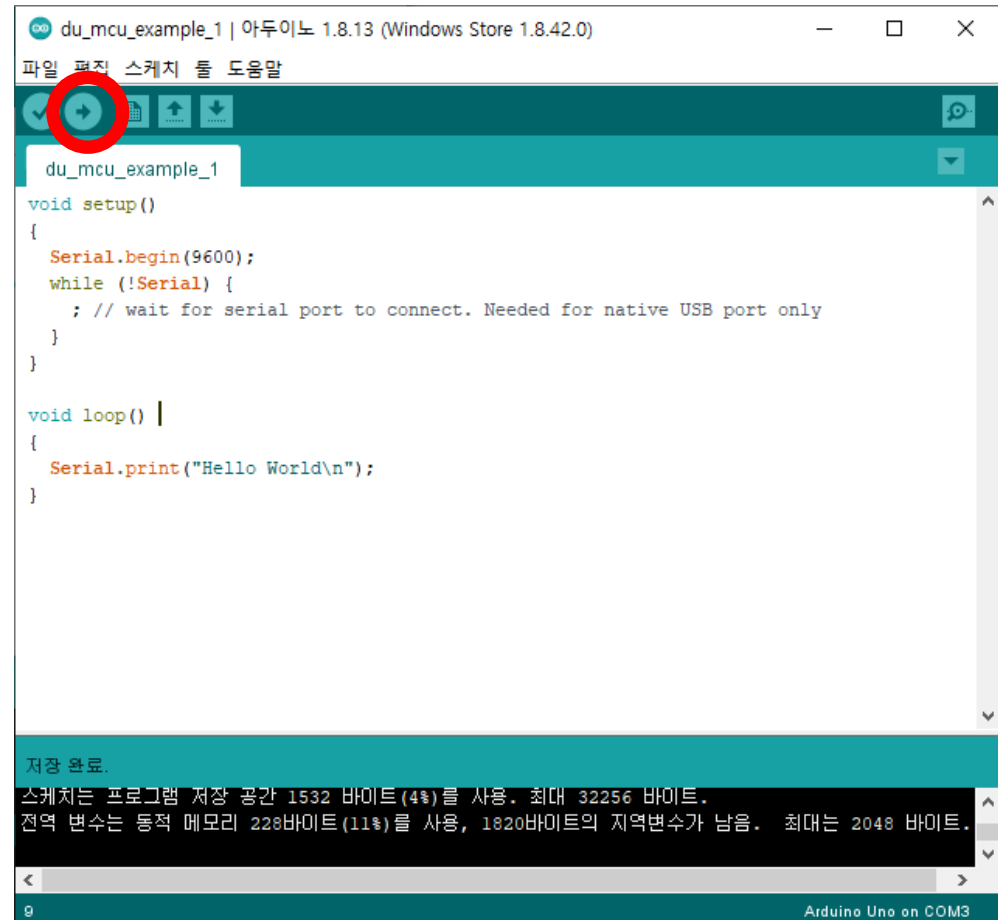 du_mcu_example_1 | 아두이노 1.8.13 (Windows Store 1.8.42.0)
파일 편집 스케치 툴 도움말
du_mcu_example_1
void setup()
{
  Serial.begin(9600);
  while (!Serial) {
    ; // wait for serial port to connect. Needed for native USB port only
  }
}
void loop()
{
  Serial.print("Hello World\n");
}
저장 완료.
스케치는 프로그램 저장 공간 1532 바이트(4%)를 사용. 최대 32256 바이트.
전역 변수는 동적 메모리 228바이트(11%)를 사용, 1820바이트의 지역변수가 남음.  최대는 2048 바이트.
9
Arduino Uno on COM3